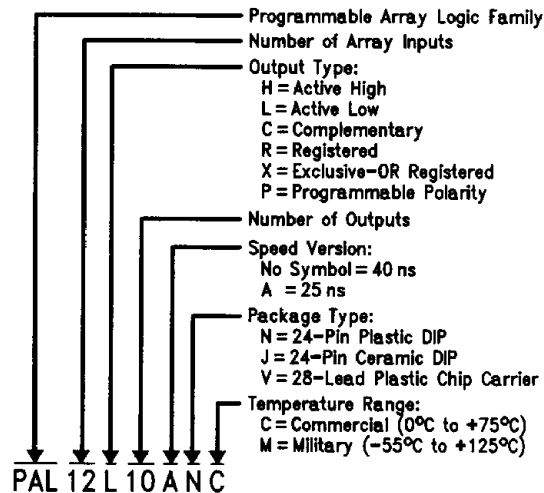 Programmable Array Logic Family
Number of Array Inputs
Output Type:
H = Active High
L = Active Low
C = Complementary
R = Registered
X = Exclusive-OR Registered
P = Programmable Polarity
Number of Outputs
Speed Version:
No Symbol = 40 ns
A = 25 ns
Package Type:
N = 24-Pin Plastic DIP
J = 24-Pin Ceramic DIP
V = 28-Lead Plastic Chip Carrier
Temperature Range:
C = Commercial (0°C to +75°C)
M = Military (-55°C to +125°C)
PAL 12 L 10 A N C